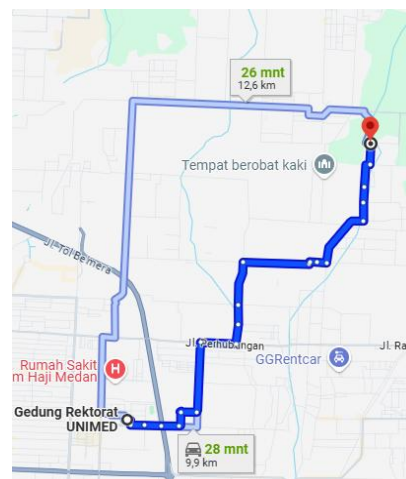 26 mnt
12,6 km
Tempat berobat kaki
Jl. Tol Belmera
Jl. Perhubungan
GGRentcar
Jl. Ra
Rumah Sakit
m Haji Medan
H
Gedung Rektorat
UNIMED
28 mnt
9,9 km